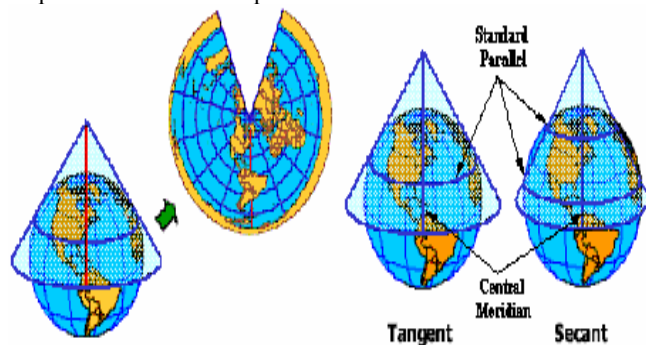 Standard
Parallel
Central
Meridian
Tangent
Secant